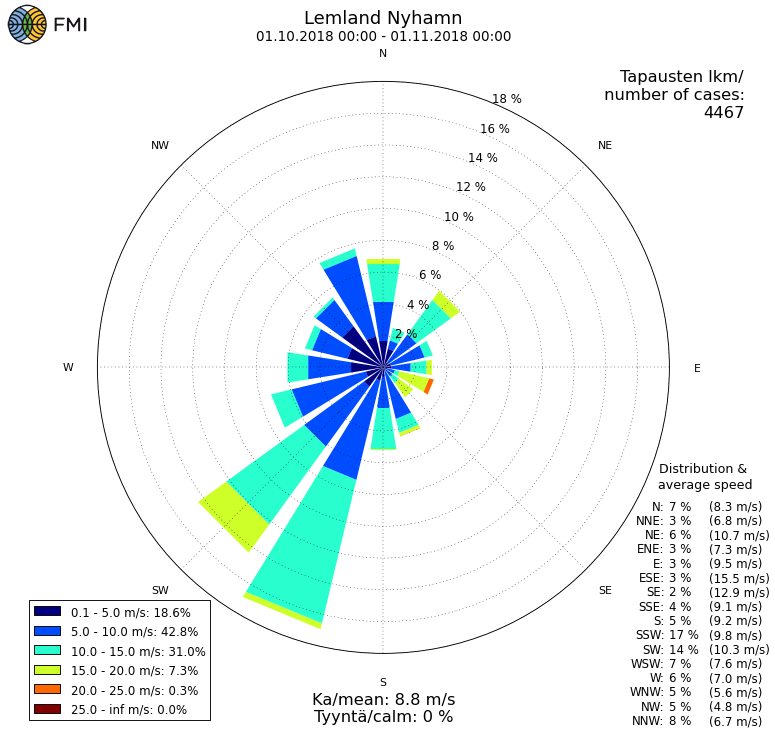 FMI
Lemland Nyhamn
01.10.2018 00:00 - 01.11.2018 00:00
Tapausten lkm/
number of cases:
4467
N
NE
E
SE
S
SW
W
NW
18 %
16 %
14 %
12 %
10 %
8 %
6 %
4 %
2 %
Distribution &
average speed
N: 7 % (8.3 m/s)
NNE: 3 % (6.8 m/s)
NE: 6 % (10.7 m/s)
ENE: 3 % (7.3 m/s)
E: 3 % (9.5 m/s)
ESE: 3 % (15.5 m/s)
SE: 2 % (12.9 m/s)
SSE: 4 % (9.1 m/s)
S: 5 % (9.2 m/s)
SSW: 17 % (9.8 m/s)
SW: 14 % (10.3 m/s)
WSW: 7 % (7.6 m/s)
W: 6 % (7.0 m/s)
WNW: 5 % (5.6 m/s)
NW: 5 % (4.8 m/s)
NNW: 8 % (6.7 m/s)
0.1 - 5.0 m/s: 18.6%
5.0 - 10.0 m/s: 42.8%
10.0 - 15.0 m/s: 31.0%
15.0 - 20.0 m/s: 7.3%
20.0 - 25.0 m/s: 0.3%
25.0 - inf m/s: 0.0%
Ka/mean: 8.8 m/s
Tyyntä/calm: 0 %